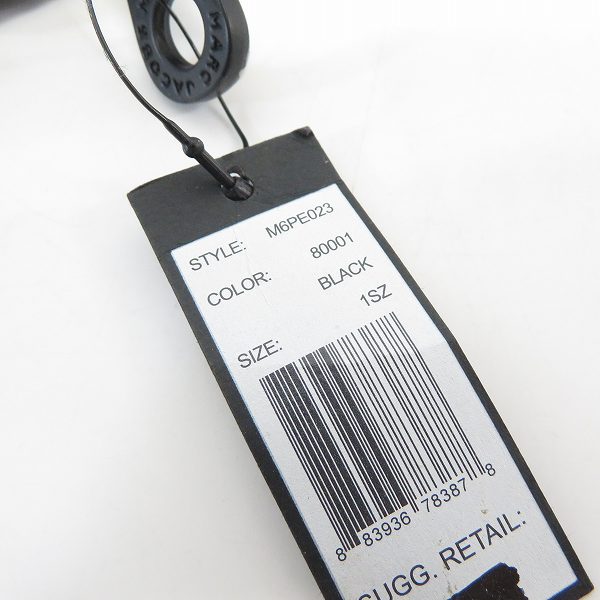 MARC JACOBS M
STYLE: M6PE023
COLOR: 80001
BLACK
SIZE: 1SZ
8 83936 78387 8
SUGG. RETAIL: